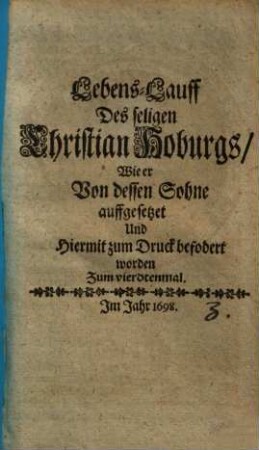 Lebens-Lauff
Des seligen
Christian Hoburgs/
Wie er
Von dessen Sohne
auffgesetzet
Und
Hiermit zum Druck befodert
worden
Zum vierdtenmal.
Im Jahr 1698.
3.